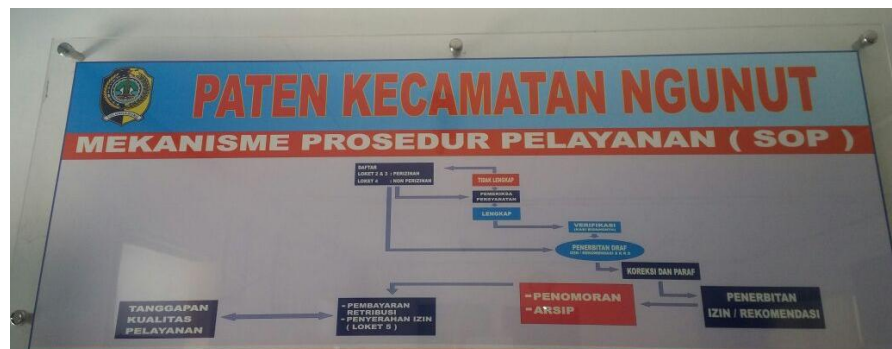 PATEN KECAMATAN NGUNUT
MEKANISME PROSEDUR PELAYANAN ( SOP )
DAFTAR
LOKET 2 & 3 : PERIZINAN
LOKET 4 : NON PERIZINAN
TIDAK LENGKAP
PEMERIKSA
PERSYARATAN
LENGKAP
VERIFIKASI
PENERBITAN DRAF
IZIN / REKOMENDASI
KOREKSI DAN PARAF
PENERBITAN
IZIN / REKOMENDASI
- PENOMORAN
- ARSIP
- PEMBAYARAN
RETRIBUSI
- PENYERAHAN IZIN
( LOKET 5 )
TANGGAPAN
KUALITAS
PELAYANAN